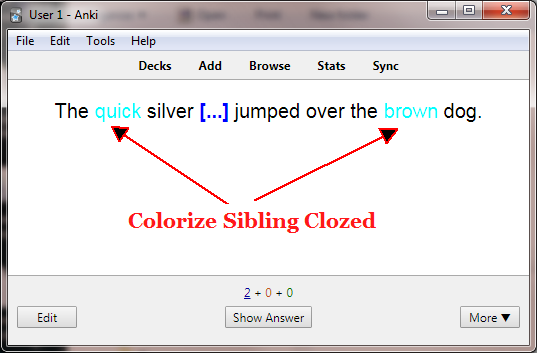 User 1 - Anki
File Edit Tools Help
Decks Add Browse Stats Sync
The quick silver [...] jumped over the brown dog.
Colorize Sibling Clozed
2 + 0 + 0
Edit Show Answer More ▼